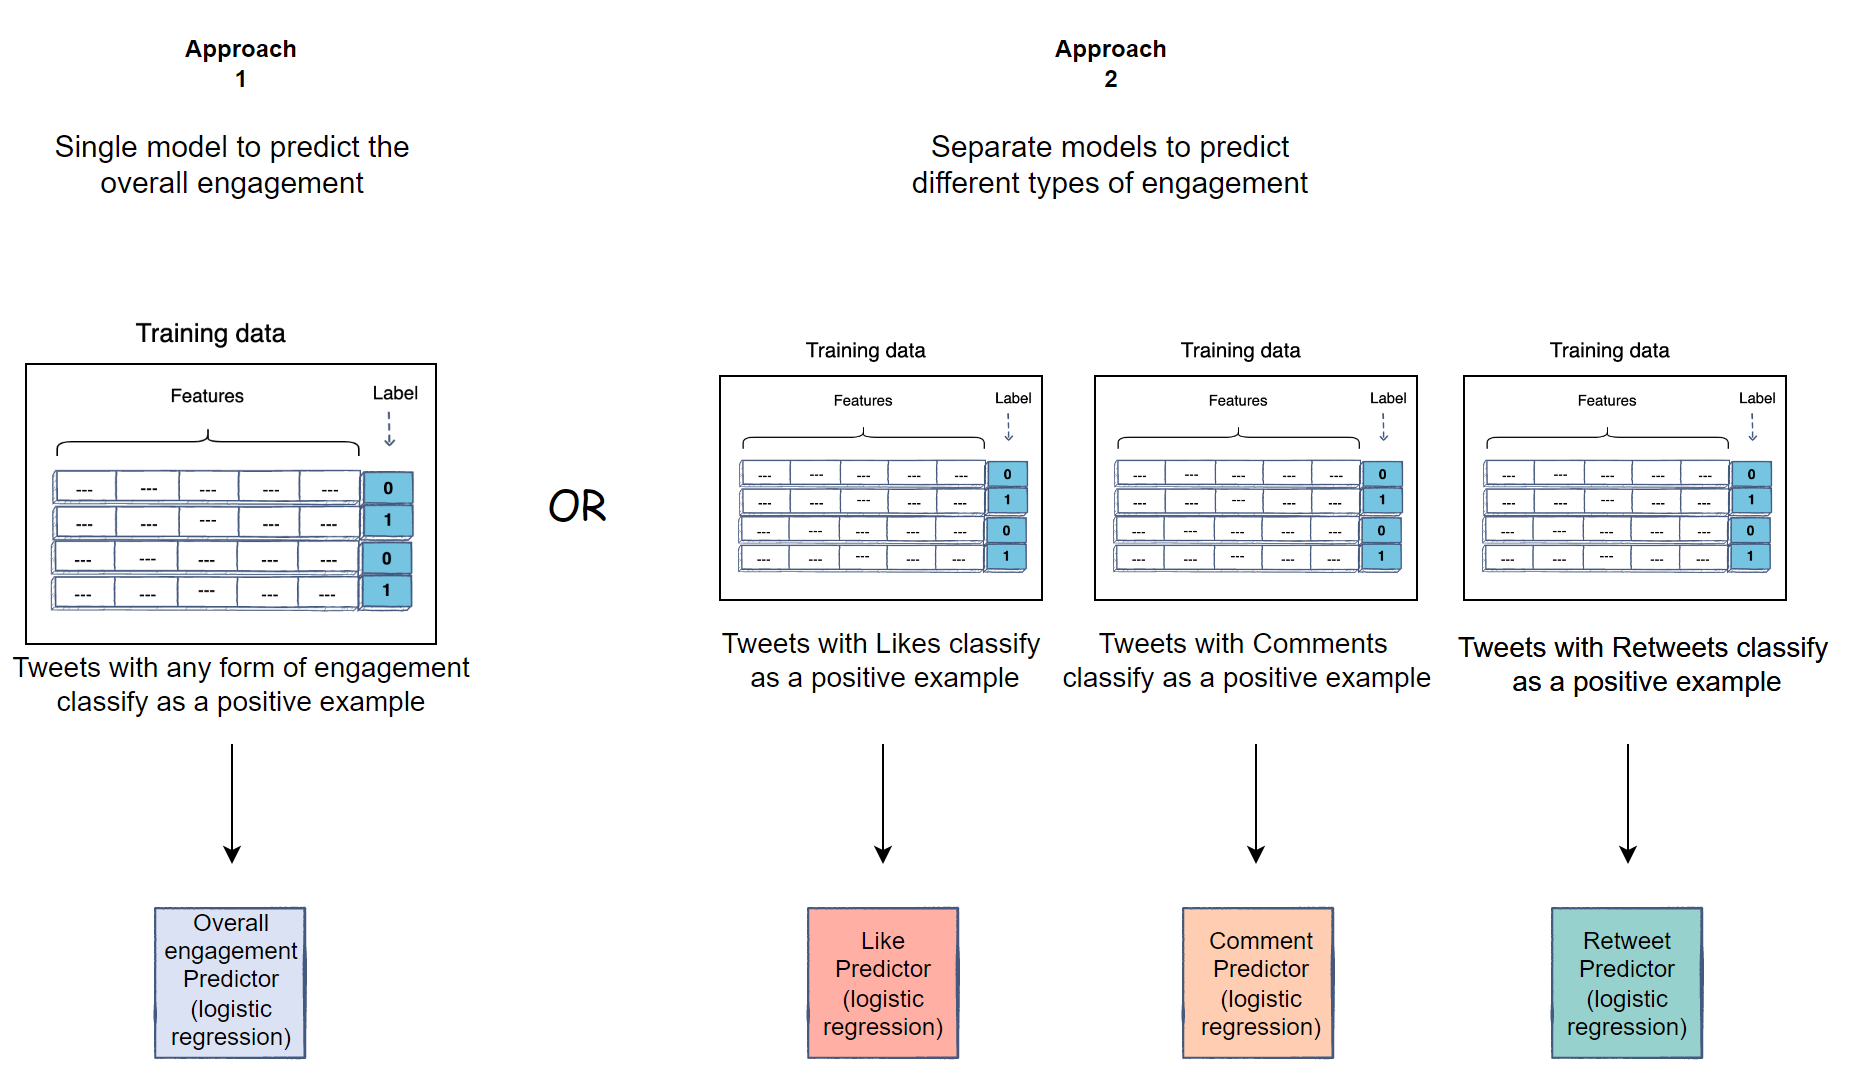 Approach
1
Single model to predict the
overall engagement
Training data
Features
Label
--- --- --- --- --- 0
--- --- --- --- --- 1
--- --- --- --- --- 0
--- --- --- --- --- 1
Tweets with any form of engagement
classify as a positive example
Overall
engagement
Predictor
(logistic
regression)
OR
Approach
2
Separate models to predict
different types of engagement
Training data
Features
Label
--- --- --- --- --- 0
--- --- --- --- --- 1
--- --- --- --- --- 0
--- --- --- --- --- 1
Tweets with Likes classify
as a positive example
Like
Predictor
(logistic
regression)
Training data
Features
Label
--- --- --- --- --- 0
--- --- --- --- --- 1
--- --- --- --- --- 0
--- --- --- --- --- 1
Tweets with Comments
classify as a positive example
Comment
Predictor
(logistic
regression)
Training data
Features
Label
--- --- --- --- --- 0
--- --- --- --- --- 1
--- --- --- --- --- 0
--- --- --- --- --- 1
Tweets with Retweets classify
as a positive example
Retweet
Predictor
(logistic
regression)